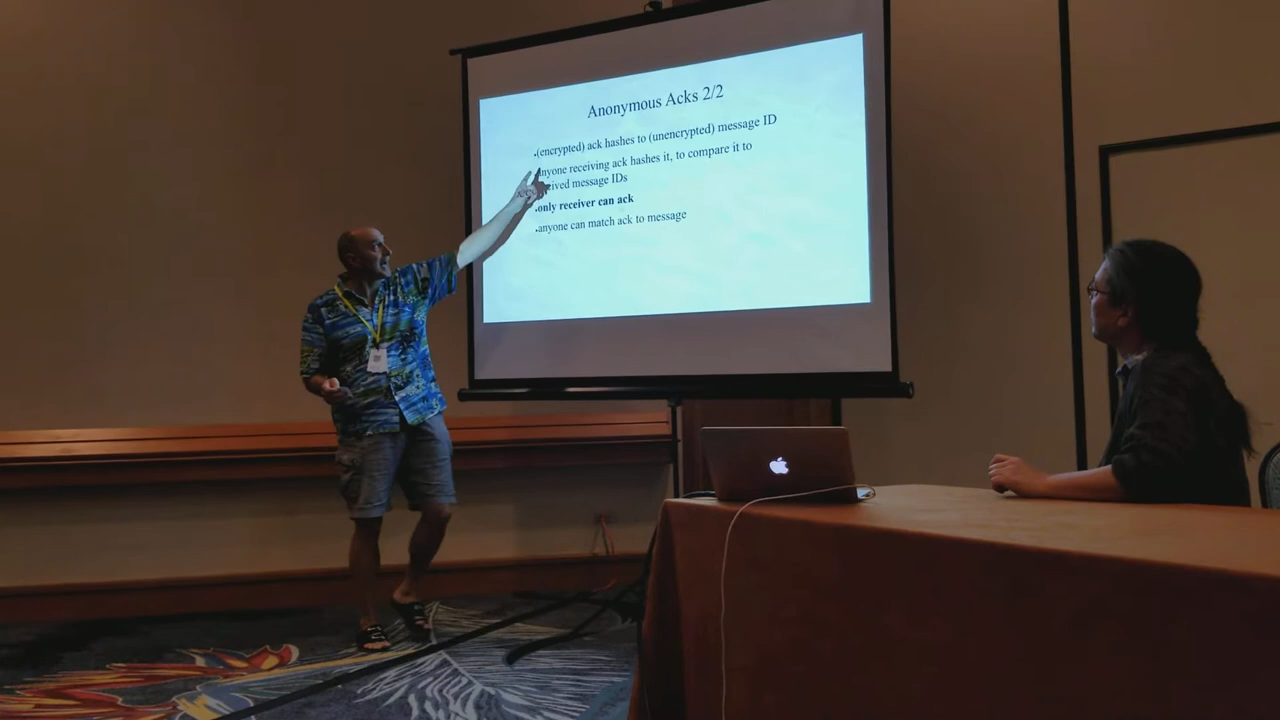 Anonymous Acks 2/2
.(encrypted) ack hashes to (unencrypted) message ID
receiving ack hashes it, to compare it to
message IDs
.only receiver can ack
.anyone can match ack to message